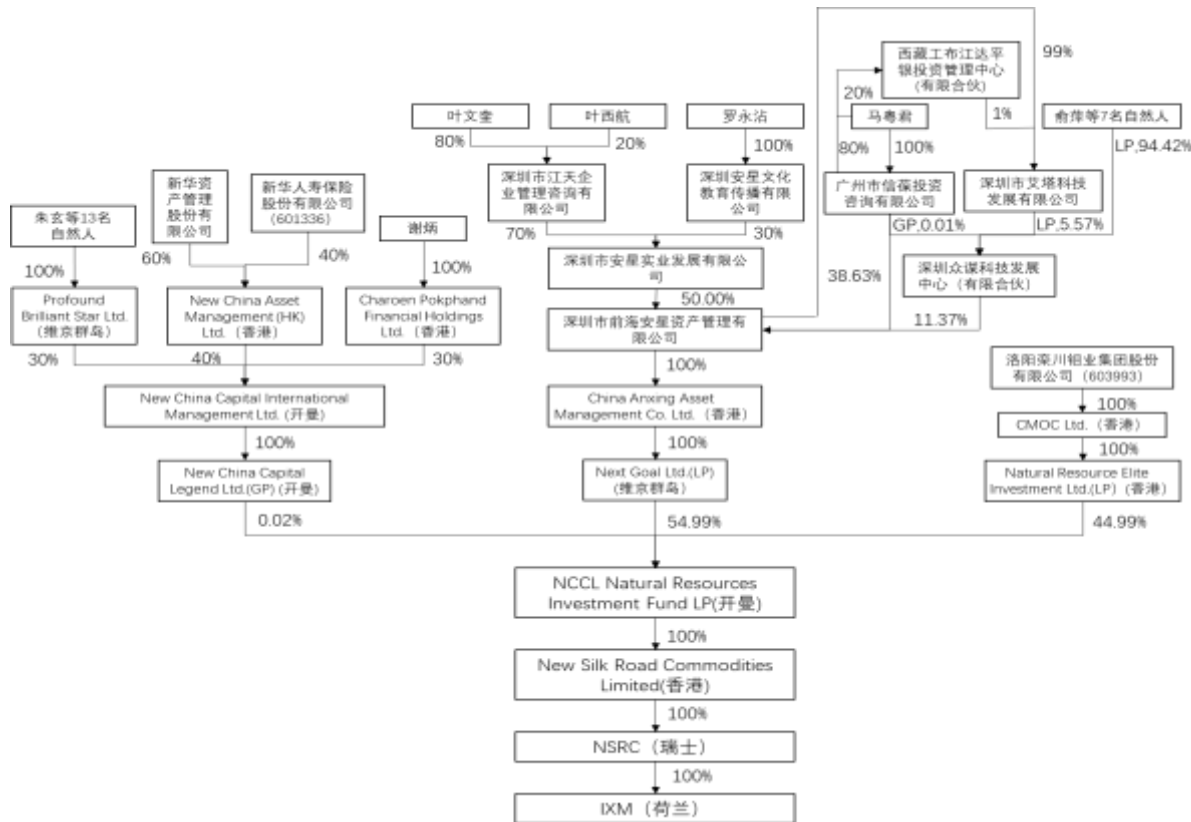 西藏工布江达平
银投资管理中心
(有限合伙)
99%
20%
1%
叶文奎
叶西航
罗永沾
马粤君
俞萍等7名自然人
80%
20%
100%
80%
100%
LP,94.42%
新华资
产管理
股份有
限公司
新华人寿保险
股份有限公司
(601336)
深圳市江天企
业管理咨询有
限公司
深圳安星文化
教育传播有限
公司
广州市信葆投资
咨询有限公司
深圳市艾塔科技
发展有限公司
朱玄等13名
自然人
谢炳
70%
30%
GP,0.01%
LP,5.57%
60%
40%
深圳市安星实业发展有限公
司
深圳众谋科技发展
中心（有限合伙）
100%
100%
38.63%
50.00%
Profound
Brilliant Star Ltd.
(维京群岛)
New China Asset
Management (HK)
Ltd.（香港）
Charoen Pokphand
Financial Holdings
Ltd.（香港）
深圳市前海安星资产管理有
限公司
11.37%
30%
40%
30%
100%
洛阳栾川钼业集团股份
有限公司（603993）
New China Capital International
Management Ltd. (开曼)
China Anxing Asset
Management Co. Ltd.（香港）
100%
CMOC Ltd.（香港）
100%
100%
100%
New China Capital
Legend Ltd.(GP) (开曼)
Next Goal Ltd.(LP)
(维京群岛)
Natural Resource Elite
Investment Ltd.(LP)（香港）
0.02%
54.99%
44.99%
NCCL Natural Resources
Investment Fund LP(开曼)
100%
New Silk Road Commodities
Limited(香港)
100%
NSRC（瑞士）
100%
IXM（荷兰）